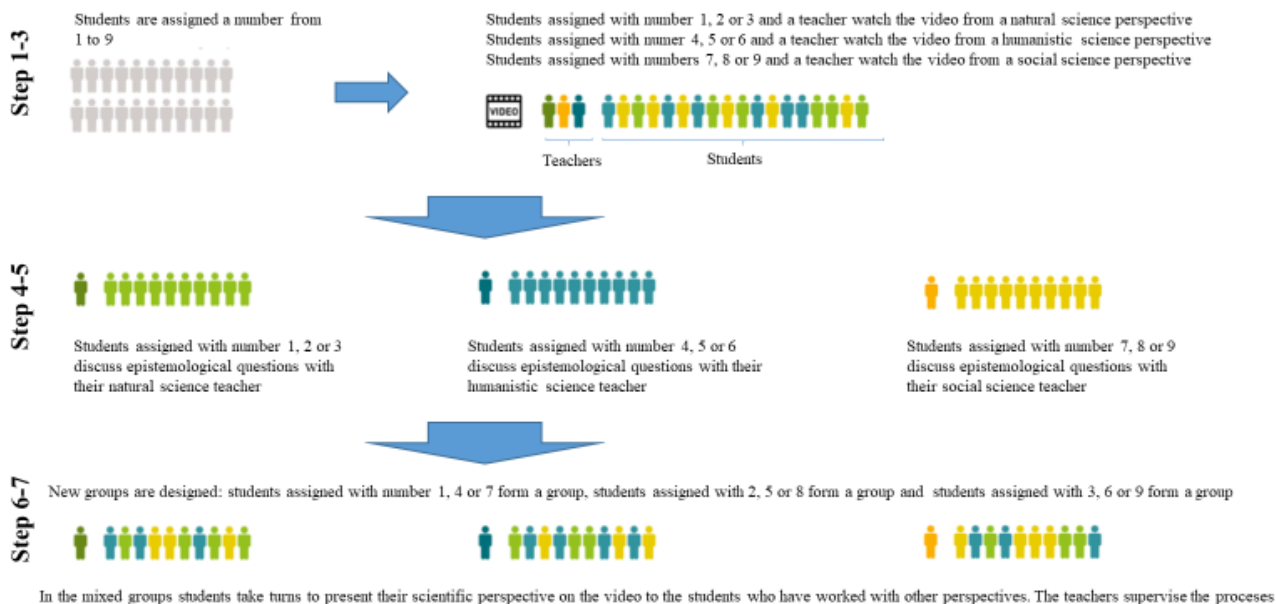 Step 1-3
Students are assigned a number from
1 to 9
Students assigned with number 1, 2 or 3 and a teacher watch the video from a natural science perspective
Students assigned with numer 4, 5 or 6 and a teacher watch the video from a humanistic science perspective
Students assigned with numbers 7, 8 or 9 and a teacher watch the video from a social science perspective
VIDEO
Teachers
Students
Step 4-5
Students assigned with number 1, 2 or 3
discuss epistemological questions with
their natural science teacher
Students assigned with number 4, 5 or 6
discuss epistemological questions with their
humanistic science teacher
Students assigned with number 7, 8 or 9
discuss epistemological questions with
their social science teacher
Step 6-7
New groups are designed: students assigned with number 1, 4 or 7 form a group, students assigned with 2, 5 or 8 form a group and students assigned with 3, 6 or 9 form a group
In the mixed groups students take turns to present their scientific perspective on the video to the students who have worked with other perspectives. The teachers supervise the proceses